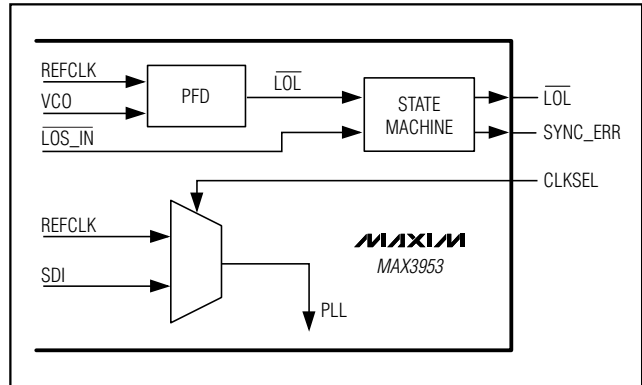 REFCLK
VCO
LOS_IN
PFD
LOL
STATE
MACHINE
LOL
SYNC_ERR
CLKSEL
REFCLK
SDI
MAXIM
MAX3953
PLL